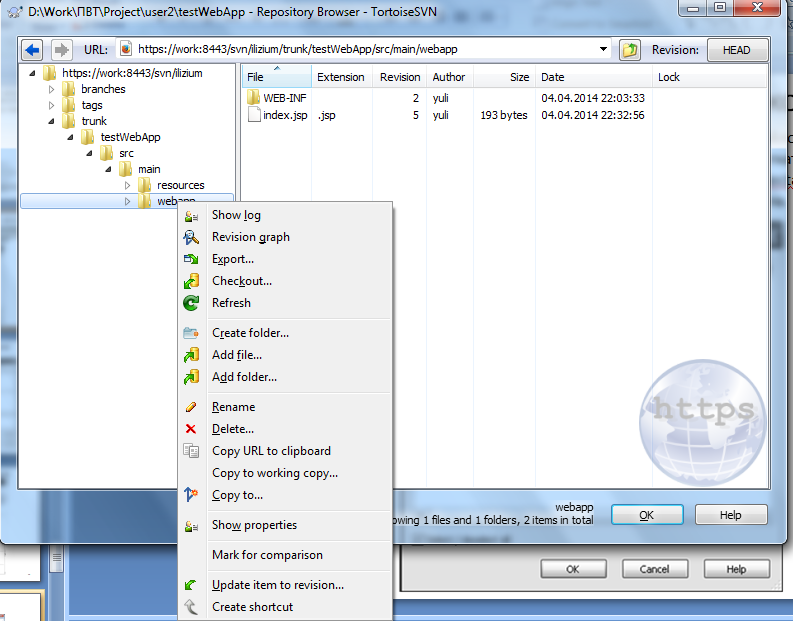 D:\Work\ПВТ\Project\user2\testWebApp - Repository Browser - TortoiseSVN
URL: https://work:8443/svn/ilizium/trunk/testWebApp/src/main/webapp Revision: HEAD
https://work:8443/svn/ilizium
branches
tags
trunk
testWebApp
src
main
resources
webapp
File Extension Revision Author Size Date Lock
WEB-INF 2 yuli 04.04.2014 22:03:33
index.jsp .jsp 5 yuli 193 bytes 04.04.2014 22:32:56
Show log
Revision graph
Export...
Checkout...
Refresh
Create folder...
Add file...
Add folder...
Rename
Delete...
Copy URL to clipboard
Copy to working copy...
Copy to...
Show properties
Mark for comparison
Update item to revision...
Create shortcut
https
webapp
owing 1 files and 1 folders, 2 items in total
OK Help
OK Cancel Help